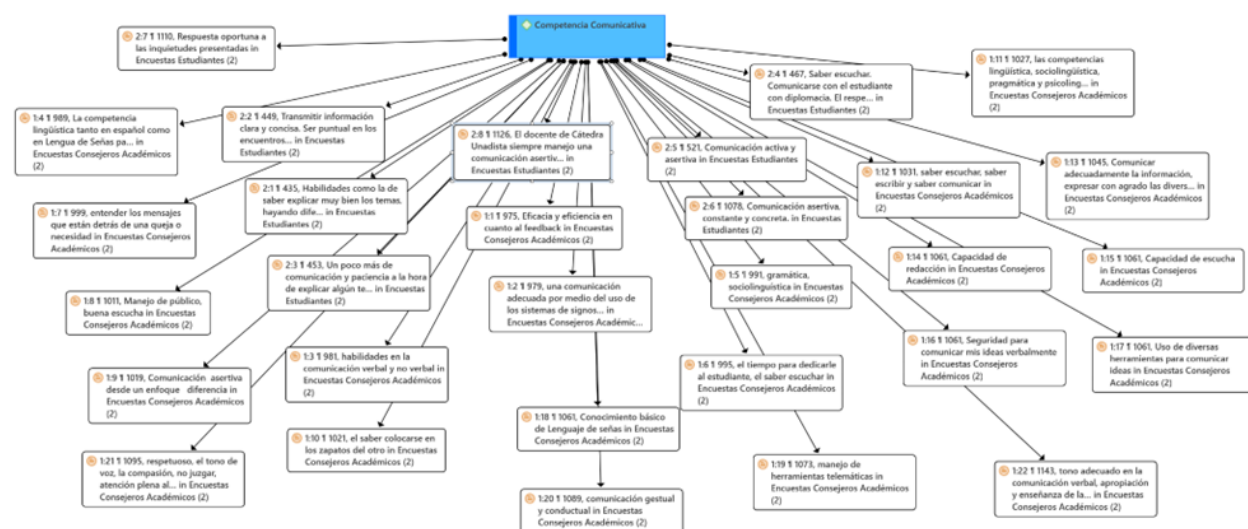 Competencia Comunicativa
2:7 ¶ 1110, Respuesta oportuna a
las inquietudes presentadas in
Encuestas Estudiantes (2)
1:11 ¶ 1027, las competencias
lingüística, sociolingüística,
pragmática y psicoling... in
Encuestas Consejeros Académicos
(2)
2:4 ¶ 467, Saber escuchar.
Comunicarse con el estudiante
con diplomacia. El respe... in
Encuestas Estudiantes (2)
1:4 ¶ 989, La competencia
lingüística tanto en español como
en Lengua de Señas pa... in
Encuestas Consejeros Académicos
(2)
2:2 ¶ 449, Transmitir información
clara y concisa. Ser puntual en los
encuentros... in Encuestas
Estudiantes (2)
2:8 ¶ 1126, El docente de Cátedra
Unadista siempre manejo una
comunicación asertiv... in
Encuestas Estudiantes (2)
2:5 ¶ 521, Comunicación activa y
asertiva in Encuestas Estudiantes
(2)
1:12 ¶ 1031, saber escuchar, saber
escribir y saber comunicar in
Encuestas Consejeros Académicos
(2)
1:13 ¶ 1045, Comunicar
adecuadamente la información,
expresar con agrado las divers... in
Encuestas Consejeros Académicos
(2)
2:1 ¶ 435, Habilidades como la de
saber explicar muy bien los temas,
hayando dife... in Encuestas
Estudiantes (2)
1:7 ¶ 999, entender los mensajes
que están detrás de una queja o
necesidad in Encuestas Consejeros
Académicos (2)
1:1 ¶ 975, Eficacia y eficiencia en
cuanto al feedback in Encuestas
Consejeros Académicos (2)
2:6 ¶ 1078, Comunicación asertiva,
constante y concreta. in Encuestas
Estudiantes (2)
1:14 ¶ 1061, Capacidad de
redacción in Encuestas Consejeros
Académicos (2)
1:15 ¶ 1061, Capacidad de escucha
in Encuestas Consejeros
Académicos (2)
2:3 ¶ 453, Un poco más de
comunicación y paciencia a la hora
de explicar algún te... in
Encuestas Estudiantes (2)
1:2 ¶ 979, una comunicación
adecuada por medio del uso de
los sistemas de signos... in
Encuestas Consejeros Académic...
1:5 ¶ 991, gramática,
sociolinguística in Encuestas
Consejeros Académicos (2)
1:8 ¶ 1011, Manejo de público,
buena escucha in Encuestas
Consejeros Académicos (2)
1:3 ¶ 981, habilidades en la
comunicación verbal y no verbal in
Encuestas Consejeros Académicos
(2)
1:6 ¶ 995, el tiempo para dedicarle
al estudiante, el saber escuchar in
Encuestas Consejeros Académicos
(2)
1:16 ¶ 1061, Seguridad para
comunicar mis ideas verbalmente
in Encuestas Consejeros
Académicos (2)
1:17 ¶ 1061, Uso de diversas
herramientas para comunicar
ideas in Encuestas Consejeros
Académicos (2)
1:9 ¶ 1019, Comunicación asertiva
desde un enfoque diferencia in
Encuestas Consejeros Académicos
(2)
1:18 ¶ 1061, Conocimiento básico
de Lenguaje de señas in Encuestas
Consejeros Académicos (2)
1:10 ¶ 1021, el saber colocarse en
los zapatos del otro in Encuestas
Consejeros Académicos (2)
1:21 ¶ 1095, respetuoso, el tono de
voz, la compasión, no juzgar,
atención plena al... in Encuestas
Consejeros Académicos (2)
1:19 ¶ 1073, manejo de
herramientas telemáticas in
Encuestas Consejeros Académicos
(2)
1:22 ¶ 1143, tono adecuado en la
comunicación verbal, apropiación
y enseñanza de la... in Encuestas
Consejeros Académicos (2)
1:20 ¶ 1089, comunicación gestual
y conductual in Encuestas
Consejeros Académicos (2)